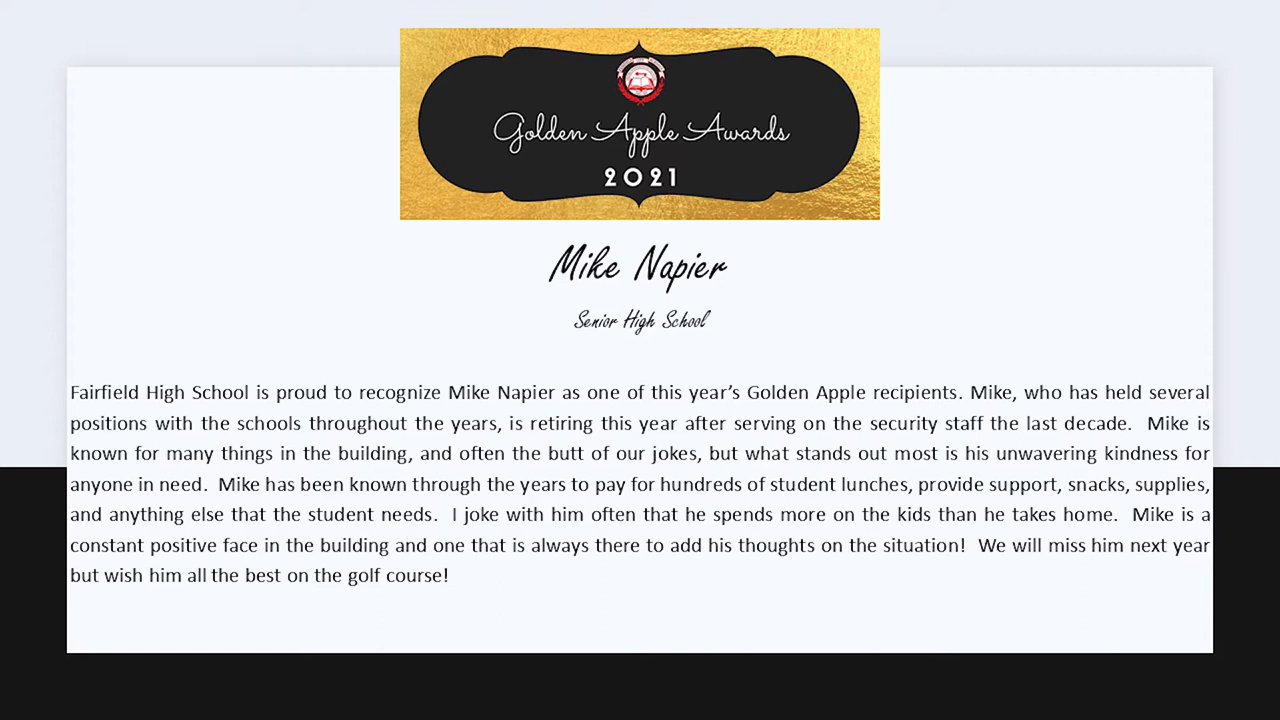 Golden Apple Awards
2021
Mike Napier
Senior High School
Fairfield High School is proud to recognize Mike Napier as one of this year’s Golden Apple recipients. Mike, who has held several
positions with the schools throughout the years, is retiring this year after serving on the security staff the last decade.  Mike is
known for many things in the building, and often the butt of our jokes, but what stands out most is his unwavering kindness for
anyone in need.  Mike has been known through the years to pay for hundreds of student lunches, provide support, snacks, supplies,
and anything else that the student needs.  I joke with him often that he spends more on the kids than he takes home.  Mike is a
constant positive face in the building and one that is always there to add his thoughts on the situation!  We will miss him next year
but wish him all the best on the golf course!